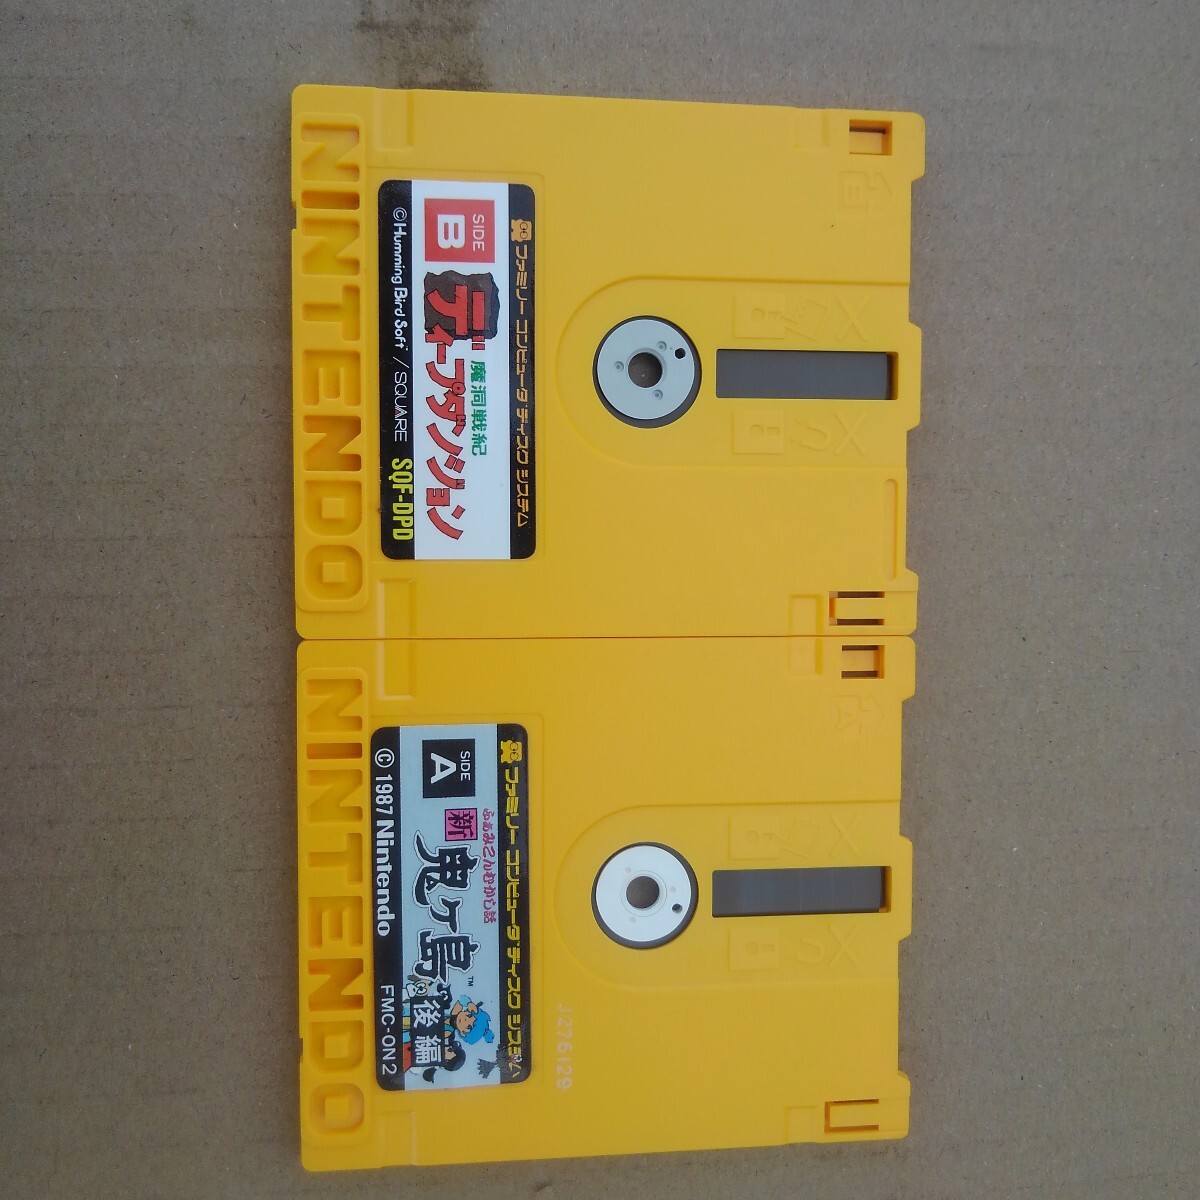 NINTENDO
ファミリー コンピュータ ディスク システム
SIDE
B
魔洞戦紀
ディープダンジョン
©Humming Bird Soft / SQUARE
SQF-DPD
B
NINTENDO
ファミリー コンピュータ ディスク システム
SIDE
A
ふぁみこんむかし話
新
鬼ヶ島™
後編
© 1987 Nintendo
FMC-ON2
J276129
A